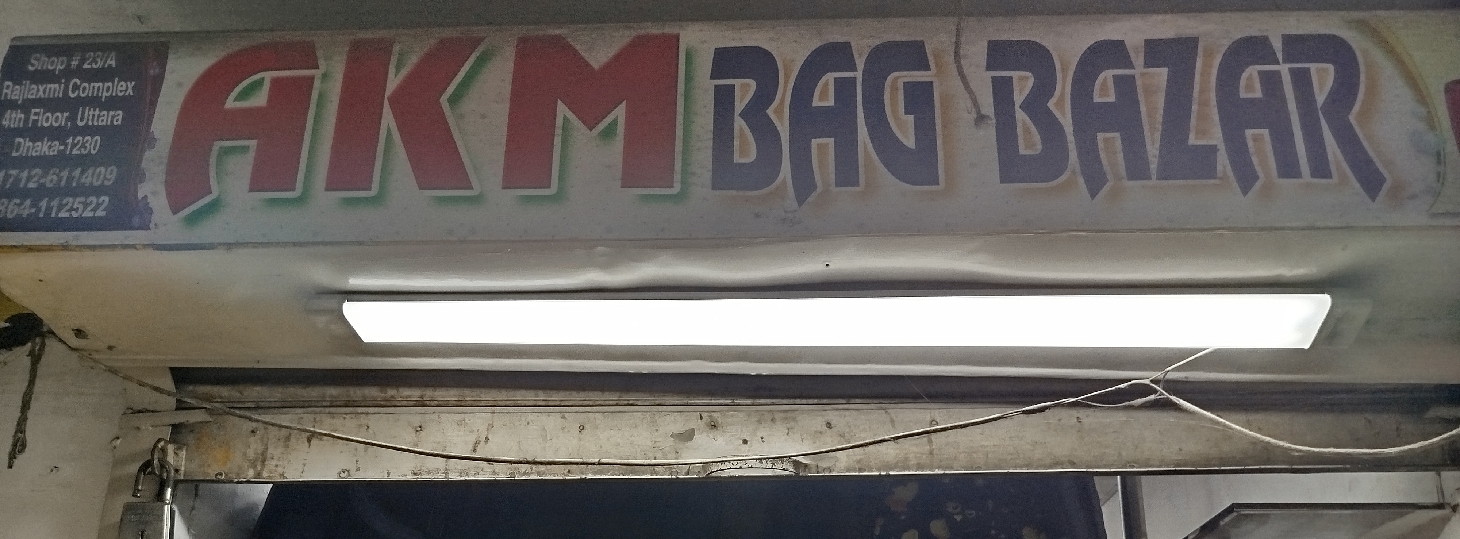 Shop # 23/A
Rajlaxmi Complex
4th Floor, Uttara
Dhaka-1230
1712-611409
864-112522
AKM BAG BAZAR